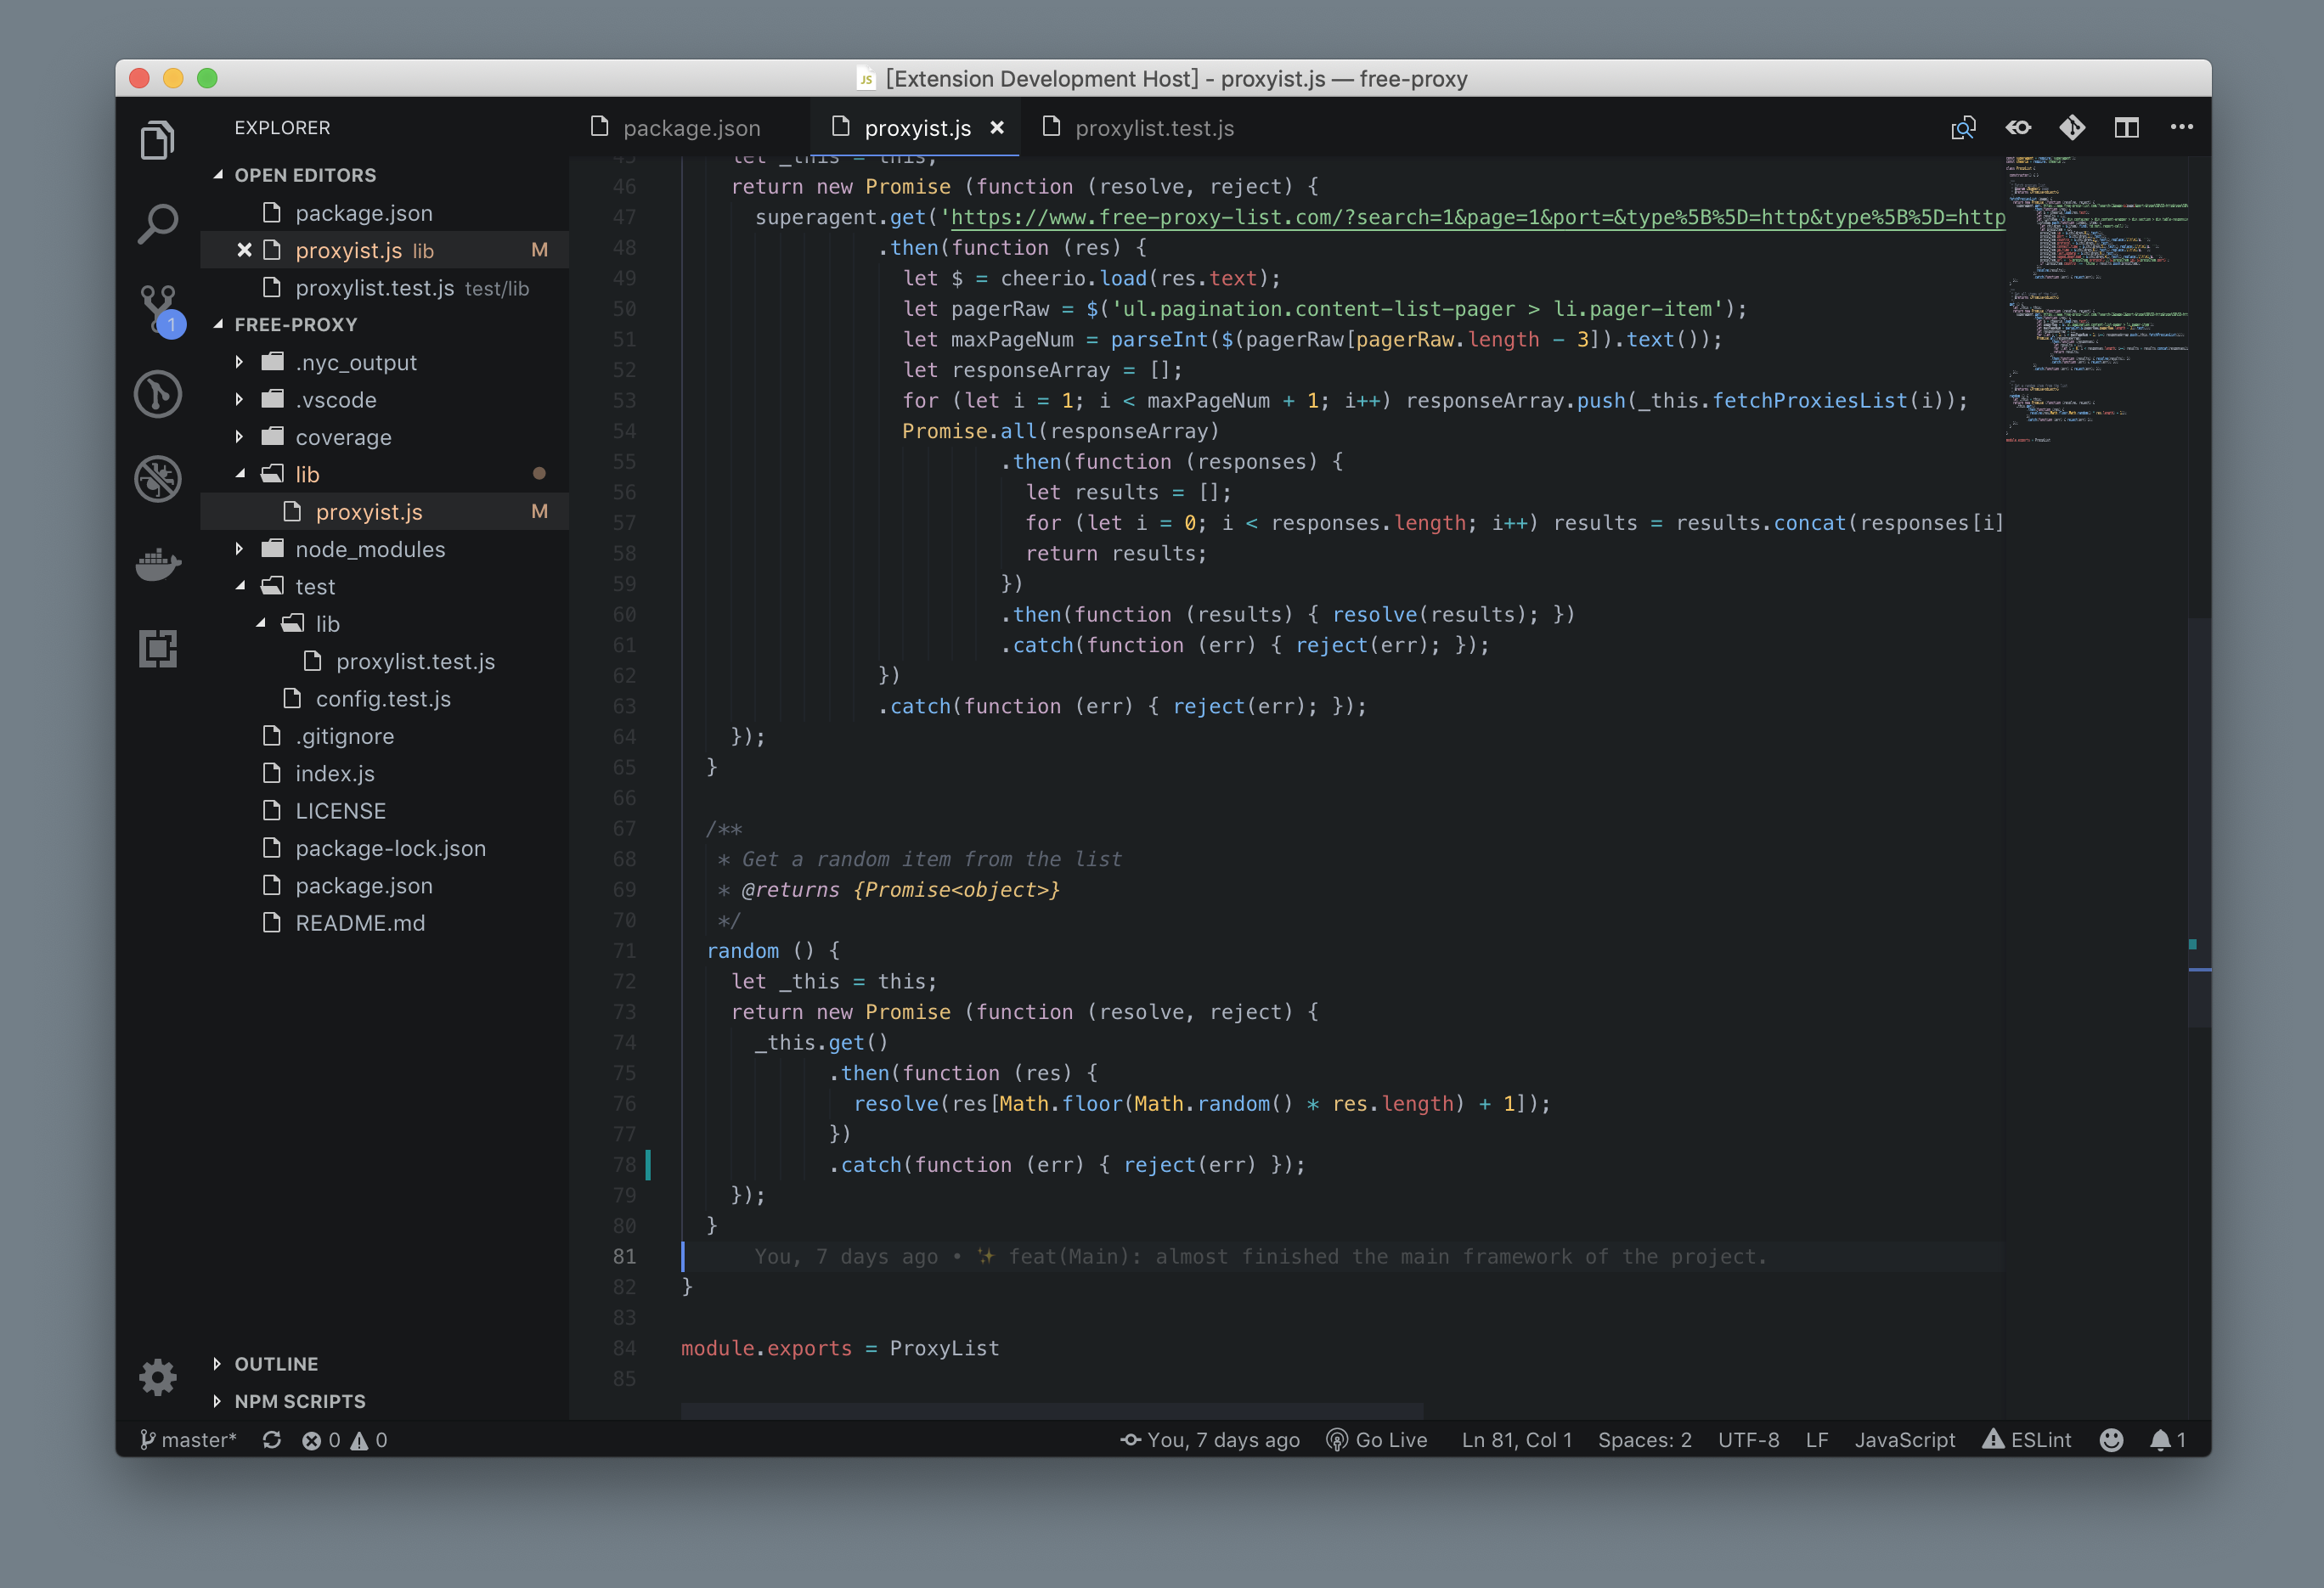 [Extension Development Host] - proxyist.js — free-proxy
EXPLORER
OPEN EDITORS
package.json
proxyist.js lib M
proxylist.test.js test/lib
FREE-PROXY
.nyc_output
.vscode
coverage
lib
proxyist.js M
node_modules
test
lib
proxylist.test.js
config.test.js
.gitignore
index.js
LICENSE
package-lock.json
package.json
README.md
OUTLINE
NPM SCRIPTS
1
package.json proxyist.js proxylist.test.js
45 let _this = this;
46 return new Promise (function (resolve, reject) {
47 superagent.get('https://www.free-proxy-list.com/?search=1&page=1&port=&type%5B%5D=http&type%5B%5D=http
48 .then(function (res) {
49 let $ = cheerio.load(res.text);
50 let pagerRaw = $('ul.pagination.content-list-pager > li.pager-item');
51 let maxPageNum = parseInt($(pagerRaw[pagerRaw.length - 3]).text());
52 let responseArray = [];
53 for (let i = 1; i < maxPageNum + 1; i++) responseArray.push(_this.fetchProxiesList(i));
54 Promise.all(responseArray)
55 .then(function (responses) {
56 let results = [];
57 for (let i = 0; i < responses.length; i++) results = results.concat(responses[i]
58 return results;
59 })
60 .then(function (results) { resolve(results); })
61 .catch(function (err) { reject(err); });
62 })
63 .catch(function (err) { reject(err); });
64 });
65 }
66
67 /**
68 * Get a random item from the list
69 * @returns {Promise<object>}
70 */
71 random () {
72 let _this = this;
73 return new Promise (function (resolve, reject) {
74 _this.get()
75 .then(function (res) {
76 resolve(res[Math.floor(Math.random() * res.length) + 1]);
77 })
78 .catch(function (err) { reject(err) });
79 });
80 }
81 You, 7 days ago • ✨ feat(Main): almost finished the main framework of the project.
82 }
83
84 module.exports = ProxyList
85
master* 0 0 You, 7 days ago Go Live Ln 81, Col 1 Spaces: 2 UTF-8 LF JavaScript ESLint 1